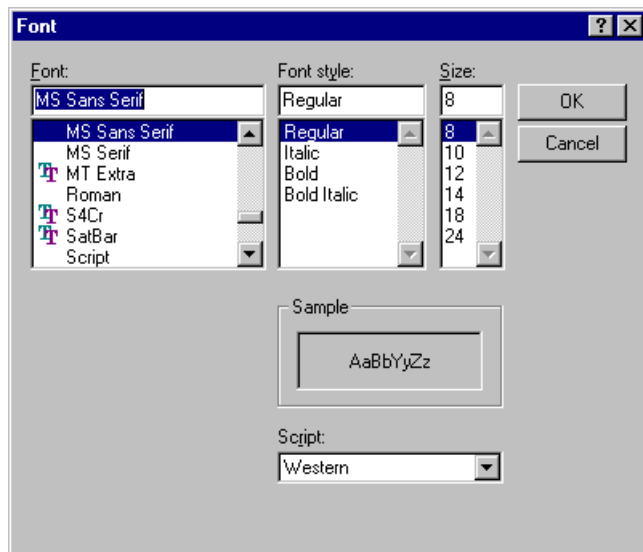 Font
Font:
MS Sans Serif
MS Sans Serif
MS Serif
MT Extra
Roman
S4Cr
SatBar
Script
Font style:
Regular
Regular
Italic
Bold
Bold Italic
Size:
8
8
10
12
14
18
24
OK
Cancel
Sample
AaBbYyZz
Script:
Western